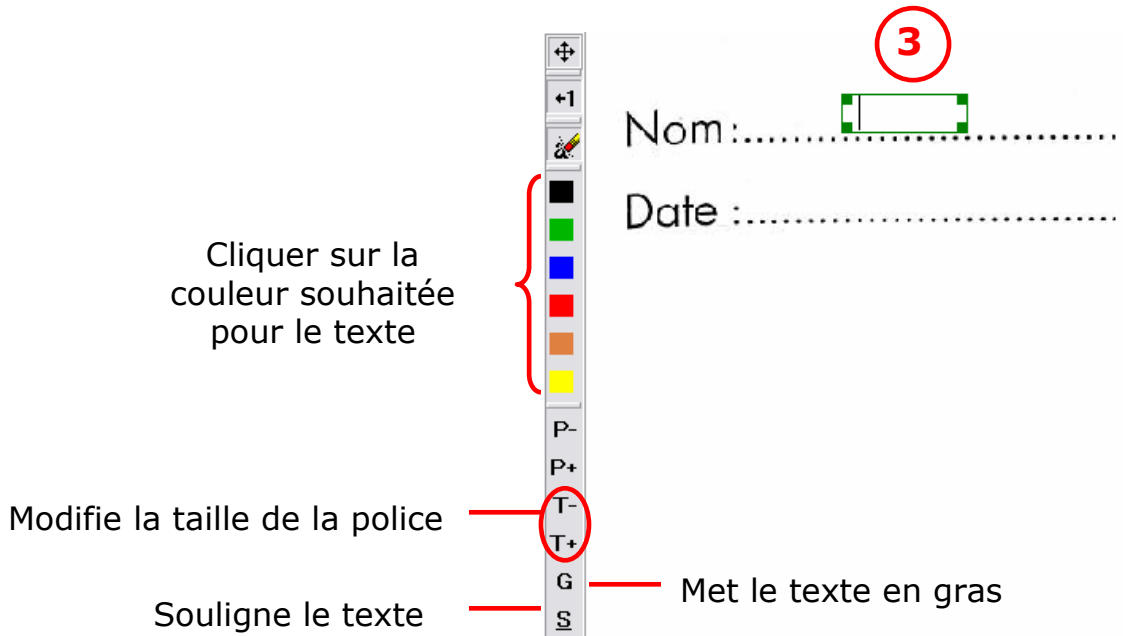 3
←1
a
Nom :..............................
Date :..............................
Cliquer sur la
couleur souhaitée
pour le texte
P-
P+
T-
Modifie la taille de la police
T+
G
Met le texte en gras
Souligne le texte
S